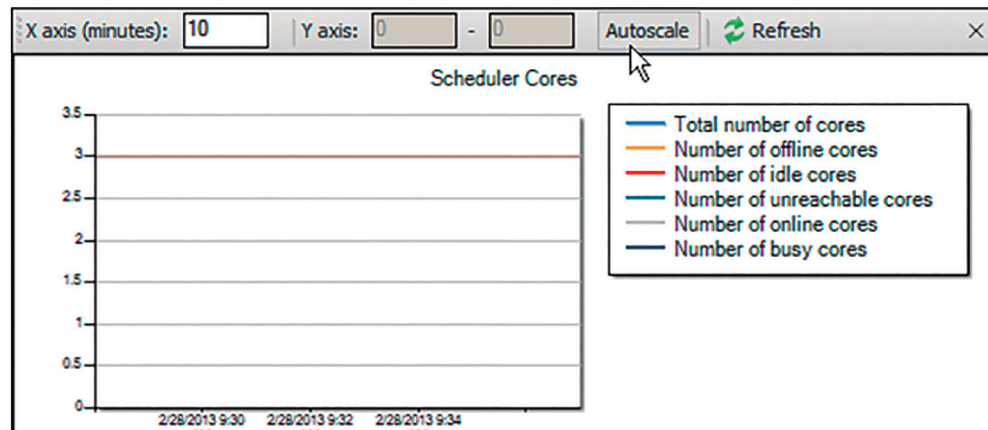 X axis (minutes): 10 Y axis: 0 - 0 Autoscale Refresh
Scheduler Cores
3.5
3
2.5
2
1.5
1
0.5
0
2/28/2013 9:30 2/28/2013 9:32 2/28/2013 9:34
Total number of cores
Number of offline cores
Number of idle cores
Number of unreachable cores
Number of online cores
Number of busy cores